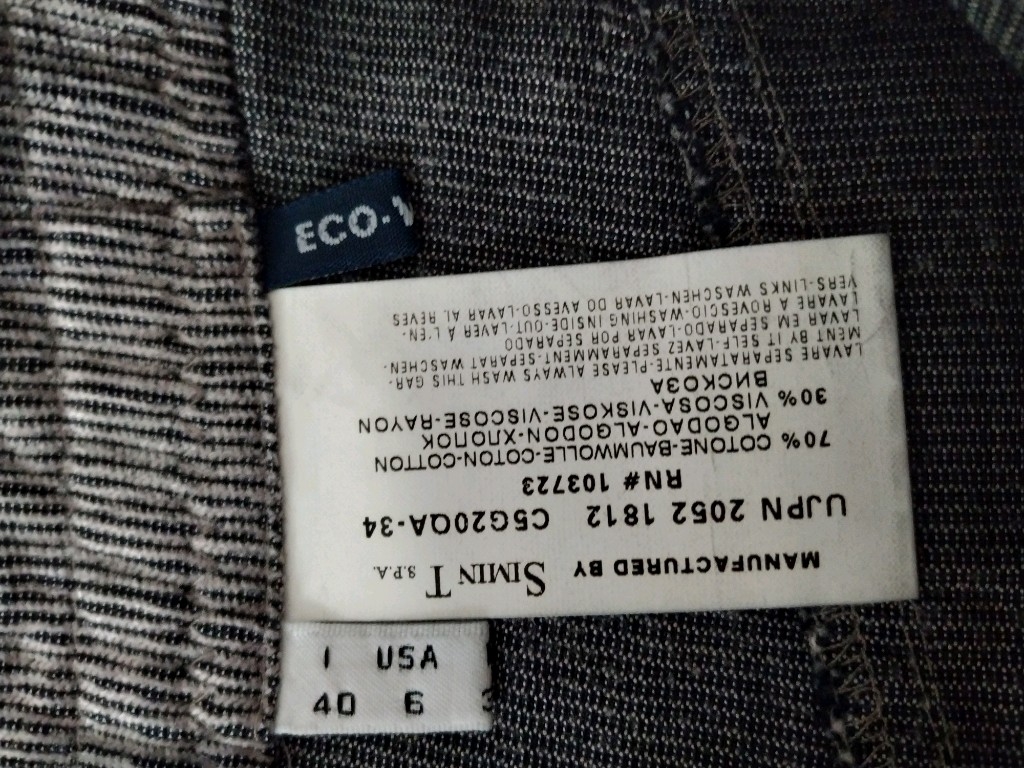 ECO-
MANUFACTURED BY SIMINT S.P.A.
UJPN 2052 1812 C5G20QA-34
RN# 103723
70% COTONE-BAUMWOLLE-COTON-COTTON
ALGODAO-ALGODON-ХЛОПОК
30% VISCOSA-VISKOSE-VISCOSE-RAYON
ВИСКОЗА
LAVARE SEPARATAMENTE-PLEASE ALWAYS WASH THIS GAR-
MENT BY IT SELF-LAVEZ SEPARAMMENT-SEPARAT WASCHEN-
LAVAR EM SEPARADO-LAVAR POR SEPARADO
LAVARE A ROVESCIO-WASHING INSIDE-OUT-LAVER À L'EN-
VERS-LINKS WASCHEN-LAVAR DO AVESSO-LAVAR AL REVES
I USA
40 6